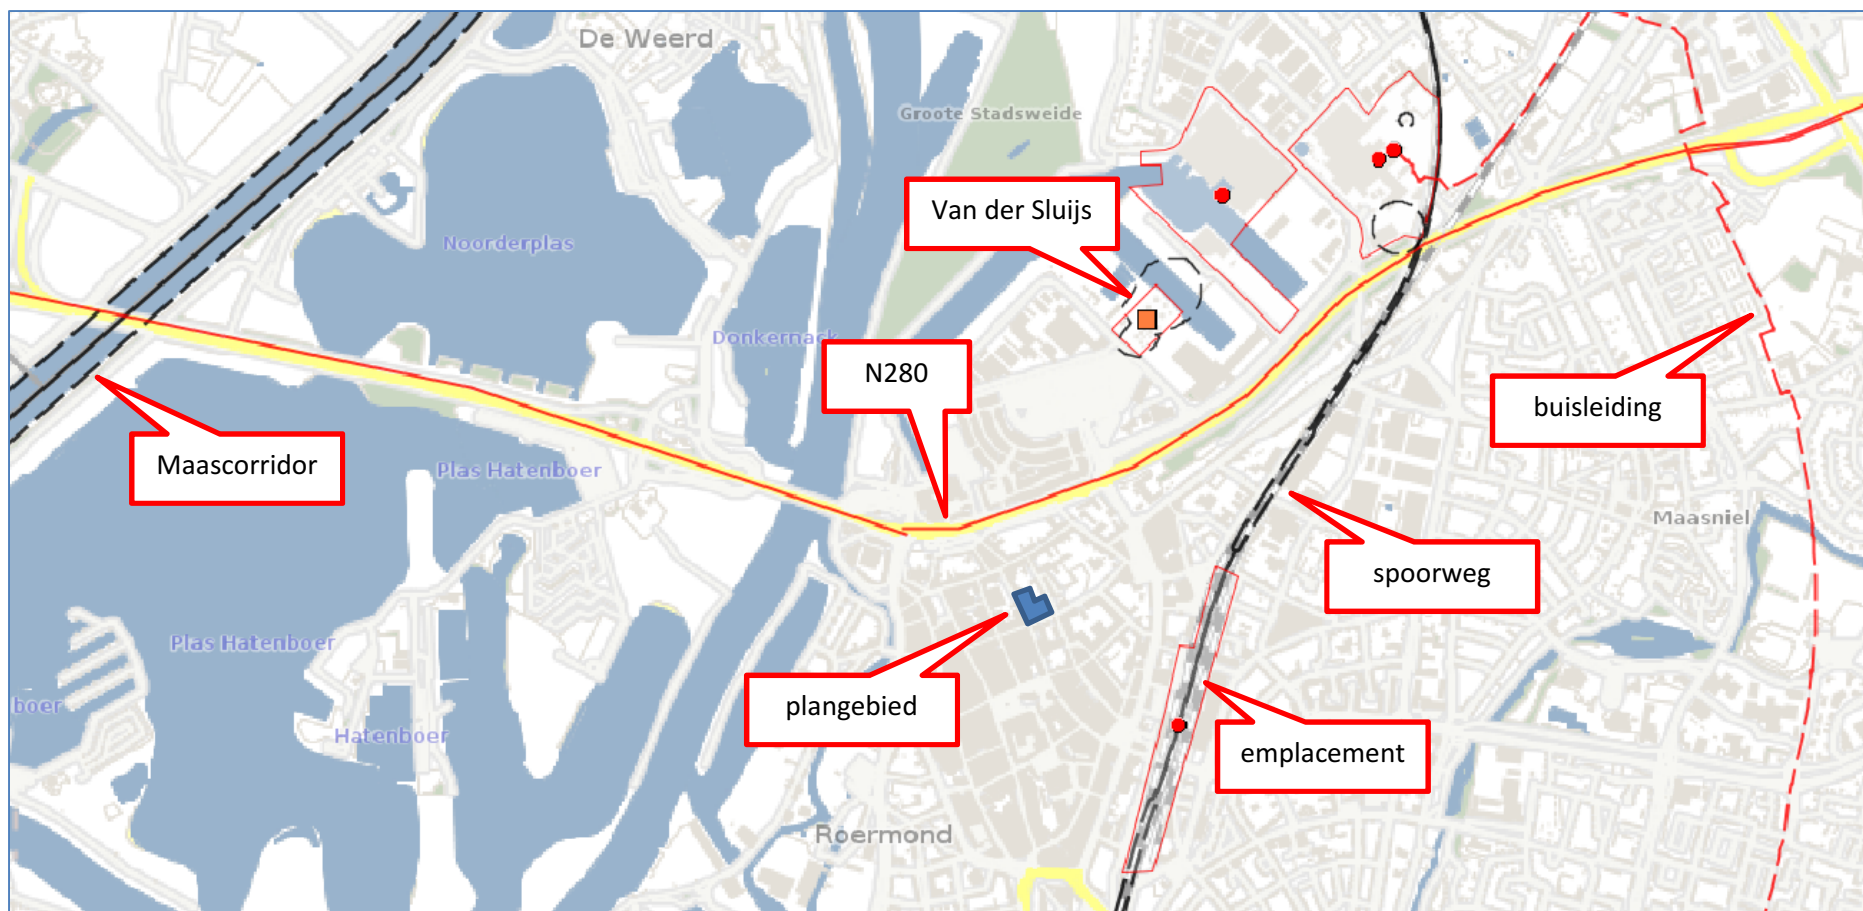 De Weerd
Groote Stadsweide
Van der Sluijs
Noorderplas
Donkernack
N280
buisleiding
Maascorridor
Plas Hatenboer
Maasniel
spoorweg
Plas Hatenboer
boer
plangebied
Hatenboer
emplacement
Roermond